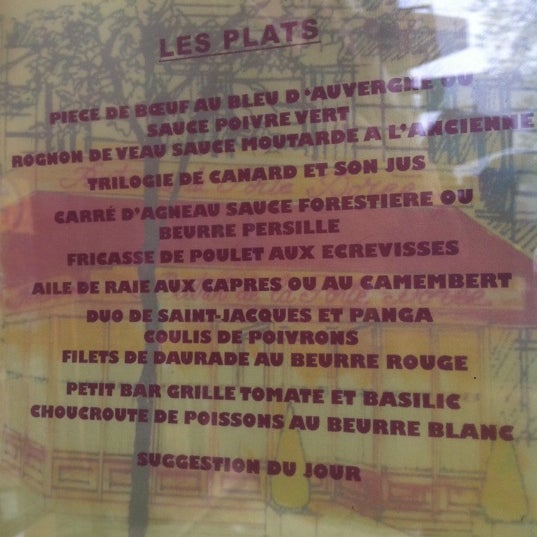 LES PLATS
PIECE DE BŒUF AU BLEU D 'AUVERGNE OU
SAUCE POIVRE VERT
ROGNON DE VEAU SAUCE MOUTARDE A L'ANCIENNE
TRILOGIE DE CANARD ET SON JUS
CARRÉ D'AGNEAU SAUCE FORESTIERE OU
BEURRE PERSILLE
FRICASSE DE POULET AUX ECREVISSES
AILE DE RAIE AUX CAPRES OU AU CAMEMBERT
DUO DE SAINT-JACQUES ET PANGA
COULIS DE POIVRONS
FILETS DE DAURADE AU BEURRE ROUGE
PETIT BAR GRILLE TOMATE ET BASILIC
CHOUCROUTE DE POISSONS AU BEURRE BLANC
SUGGESTION DU JOUR